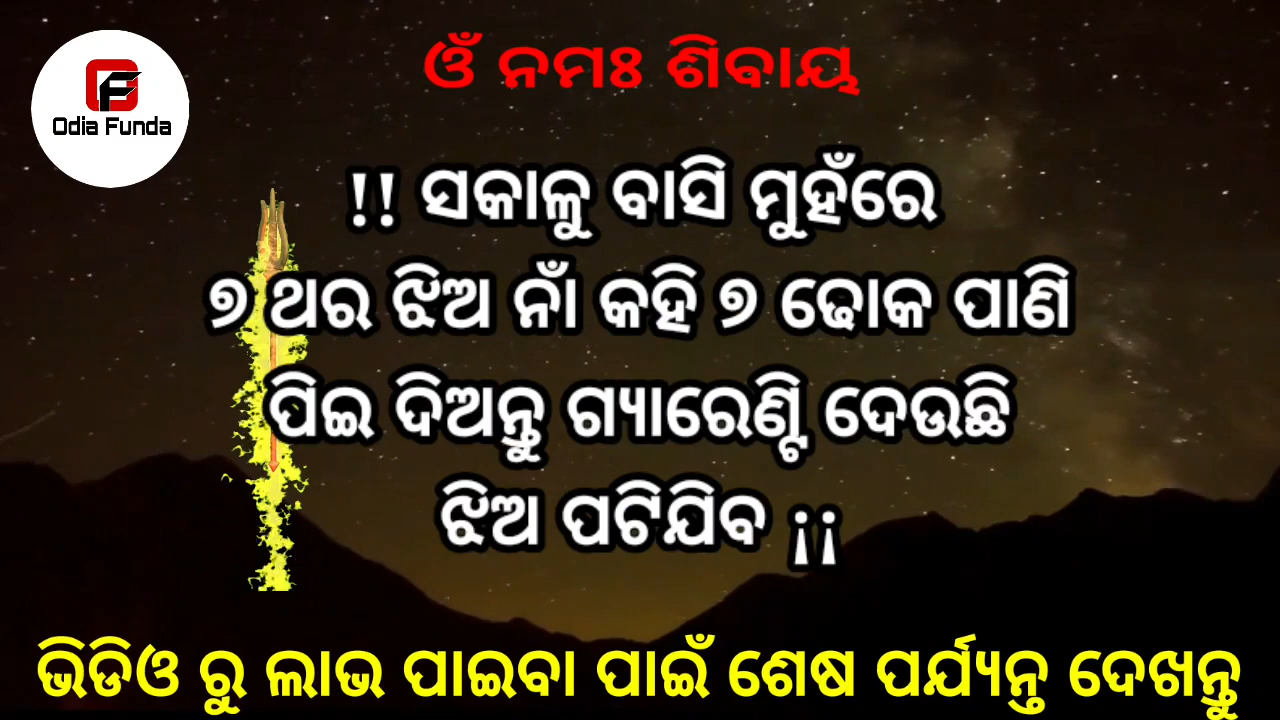 ଓଁ ନମଃ ଶିବାୟ
Odia Funda
!! ସକାଳୁ ବାସି ମୁହଁରେ
୭ ଥର ଝିଅ ନାଁ କହି ୭ ଢୋକ ପାଣି
ପିଇ ଦିଅନ୍ତୁ ଗ୍ୟାରେଣ୍ଟି ଦେଉଛି
ଝିଅ ପଟିଯିବ ¡¡
ଭିଡିଓ ରୁ ଲାଭ ପାଇବା ପାଇଁ ଶେଷ ପର୍ଯ୍ୟନ୍ତ ଦେଖନ୍ତୁ